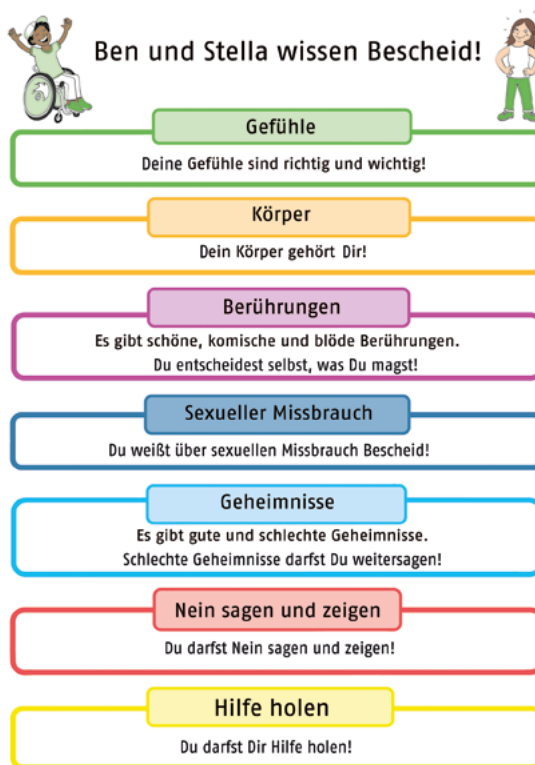 Ben und Stella wissen Bescheid!
Gefühle
Deine Gefühle sind richtig und wichtig!
Körper
Dein Körper gehört Dir!
Berührungen
Es gibt schöne, komische und blöde Berührungen.
Du entscheidest selbst, was Du magst!
Sexueller Missbrauch
Du weißt über sexuellen Missbrauch Bescheid!
Geheimnisse
Es gibt gute und schlechte Geheimnisse.
Schlechte Geheimnisse darfst Du weitersagen!
Nein sagen und zeigen
Du darfst Nein sagen und zeigen!
Hilfe holen
Du darfst Dir Hilfe holen!